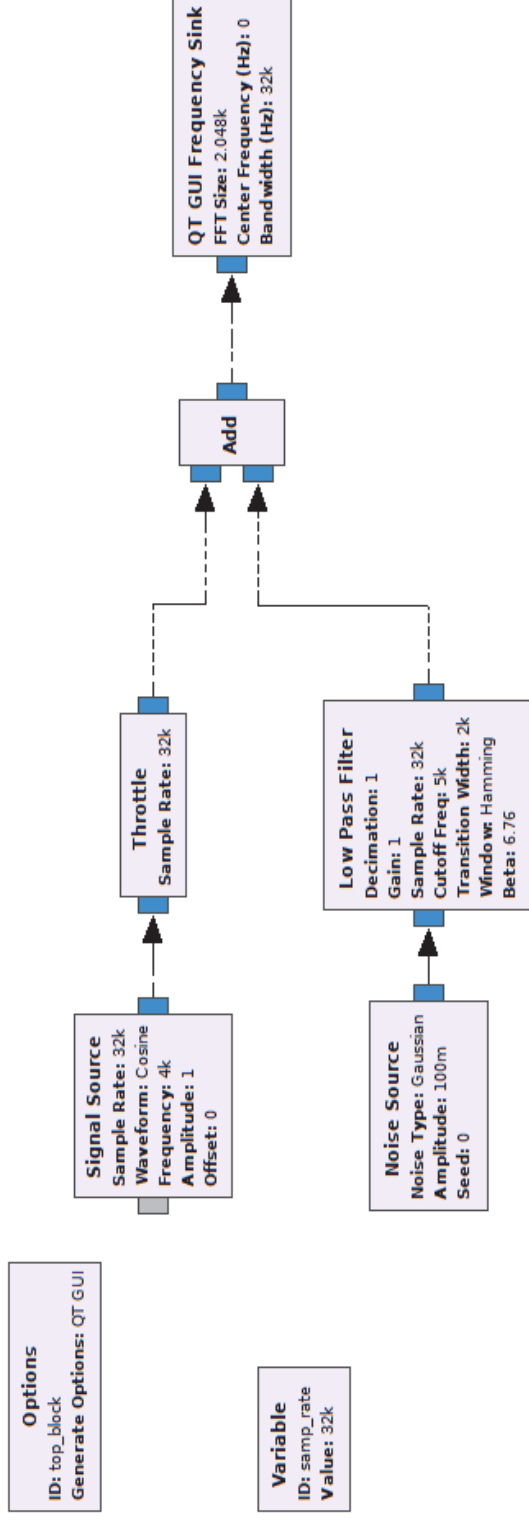 Options
ID: top_block
Generate Options: QT GUI
Variable
ID: samp_rate
Value: 32k
Signal Source
Sample Rate: 32k
Waveform: Cosine
Frequency: 4k
Amplitude: 1
Offset: 0
Throttle
Sample Rate: 32k
Noise Source
Noise Type: Gaussian
Amplitude: 100m
Seed: 0
Low Pass Filter
Decimation: 1
Gain: 1
Sample Rate: 32k
Cutoff Freq: 5k
Transition Width: 2k
Window: Hamming
Beta: 6.76
Add
QT GUI Frequency Sink
FFT Size: 2.048k
Center Frequency (Hz): 0
Bandwidth (Hz): 32k